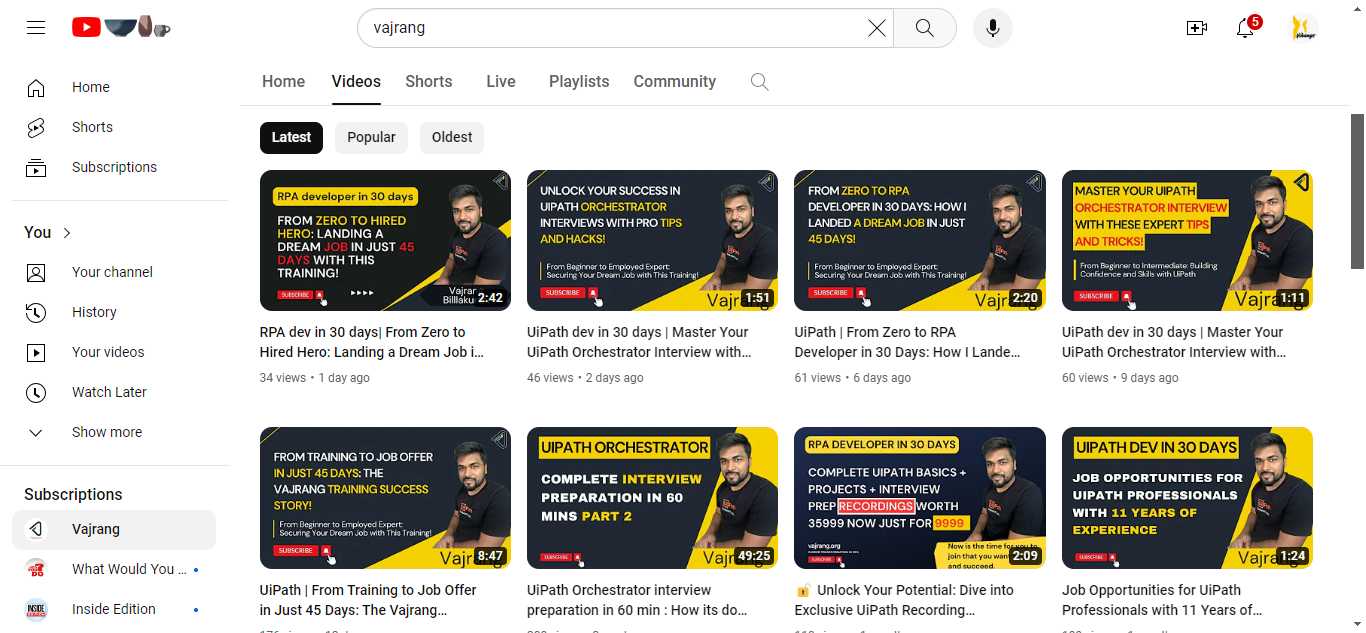 vajrang
5
Home
Shorts
Subscriptions
You
Your channel
History
Your videos
Watch Later
Show more
Subscriptions
Vajrang
What Would You ...
Inside Edition
Home Videos Shorts Live Playlists Community
Latest Popular Oldest
RPA developer in 30 days
FROM ZERO TO HIRED
HERO: LANDING A
DREAM JOB IN JUST 45
DAYS WITH THIS
TRAINING!
SUBSCRIBE
2:42
RPA dev in 30 days| From Zero to
Hired Hero: Landing a Dream Job i...
34 views • 1 day ago
UNLOCK YOUR SUCCESS IN
UIPATH ORCHESTRATOR
INTERVIEWS WITH PRO TIPS
AND HACKS!
From Beginner to Employed Expert:
Securing Your Dream Job with This Training!
SUBSCRIBE
1:51
UiPath dev in 30 days | Master Your
UiPath Orchestrator Interview with...
46 views • 2 days ago
FROM ZERO TO RPA
DEVELOPER IN 30 DAYS: HOW I
LANDED A DREAM JOB IN JUST
45 DAYS!
From Beginner to Employed Expert:
Securing Your Dream Job with This Training!
SUBSCRIBE
2:20
UiPath | From Zero to RPA
Developer in 30 Days: How I Lande...
61 views • 6 days ago
MASTER YOUR UIPATH
ORCHESTRATOR INTERVIEW
WITH THESE EXPERT TIPS
AND TRICKS!
From Beginner to Intermediate: Building
Confidence and Skills with UiPath
SUBSCRIBE
1:11
UiPath dev in 30 days | Master Your
UiPath Orchestrator Interview with...
60 views • 9 days ago
FROM TRAINING TO JOB OFFER
IN JUST 45 DAYS: THE
VAJRANG TRAINING SUCCESS
STORY!
From Beginner to Employed Expert:
Securing Your Dream Job with This Training!
SUBSCRIBE
8:47
UiPath | From Training to Job Offer
in Just 45 Days: The Vajrang...
UIPATH ORCHESTRATOR
COMPLETE INTERVIEW
PREPARATION IN 60
MINS PART 2
SUBSCRIBE
49:25
UiPath Orchestrator interview
preparation in 60 min : How its do...
RPA DEVELOPER IN 30 DAYS
COMPLETE UIPATH BASICS +
PROJECTS + INTERVIEW
PREP RECORDINGS WORTH
35999 NOW JUST FOR 9999
vajrang.org
SUBSCRIBE
Now is the time for you to
join that you want
and succeed.
2:09
🔓 Unlock Your Potential: Dive into
Exclusive UiPath Recording...
UIPATH DEV IN 30 DAYS
JOB OPPORTUNITIES FOR
UIPATH PROFESSIONALS
WITH 11 YEARS OF
EXPERIENCE
SUBSCRIBE
1:24
Job Opportunities for UiPath
Professionals with 11 Years of...